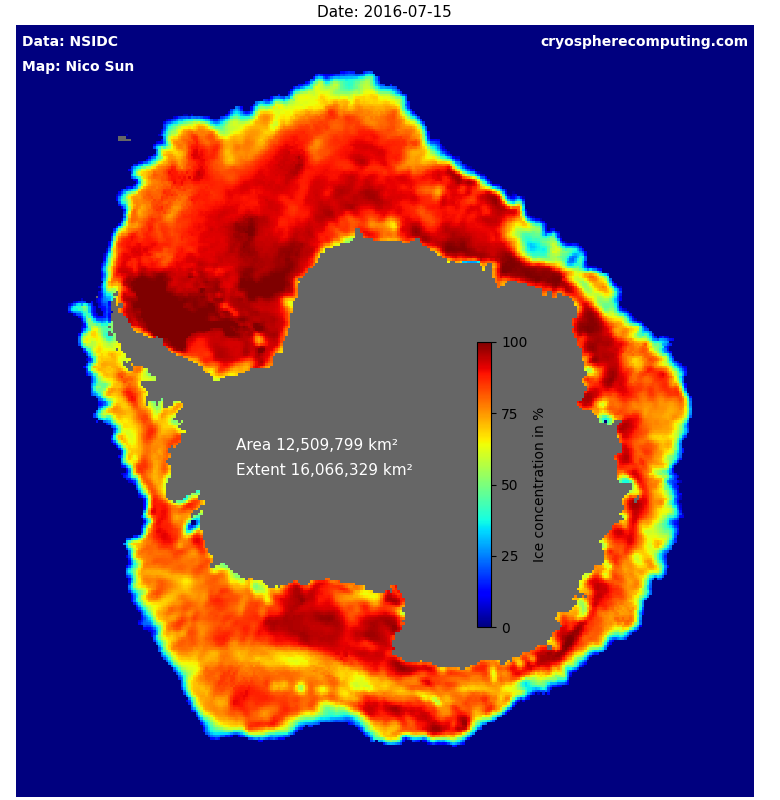 Date: 2016-07-15
Data: NSIDC
cryospherecomputing.com
Map: Nico Sun
100
75
50
25
0
Ice concentration in %
Area 12,509,799 km²
Extent 16,066,329 km²